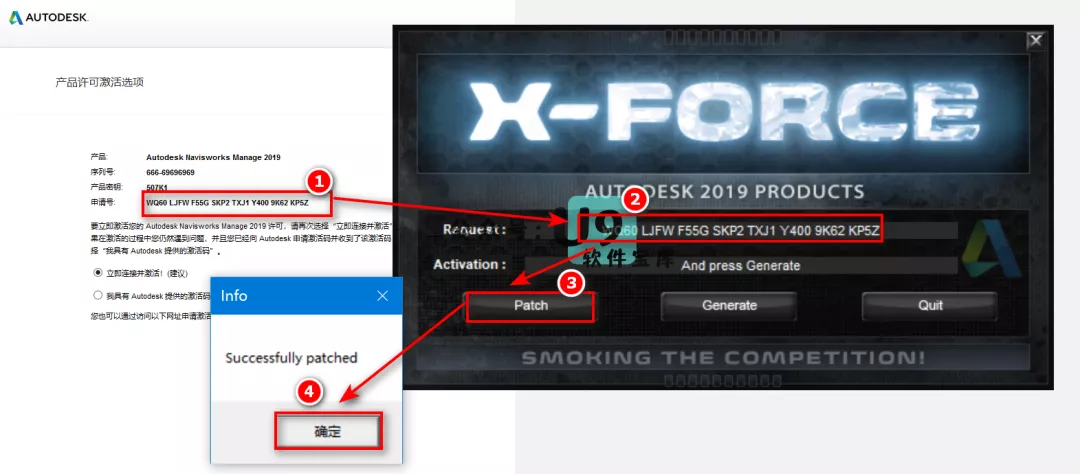 AUTODESK.
产品许可激活选项
产品: Autodesk Navisworks Manage 2019
序列号: 666-69696969
产品密钥: 507K1
申请号: WQ60 LJFW F55G SKP2 TXJ1 Y400 9K62 KP5Z
要立即激活您的 Autodesk Navisworks Manage 2019 许可，请再次选择“立即连接并激活”
果在激活的过程中您仍然遇到问题，并且您已经向 Autodesk 申请激活码并收到了该激活码
择“我具有 Autodesk 提供的激活码”。
立即连接并激活! (建议)
我具有 Autodesk 提供的激活码
您也可以通过访问以下网址申请激活
Info
Successfully patched
确定
X-FORCE
AUTODESK 2019 PRODUCTS
Request: WQ60 LJFW F55G SKP2 TXJ1 Y400 9K62 KP5Z
软件宝库
Activation: And press Generate
Patch Generate Quit
SMOKING THE COMPETITION!
1
2
3
4